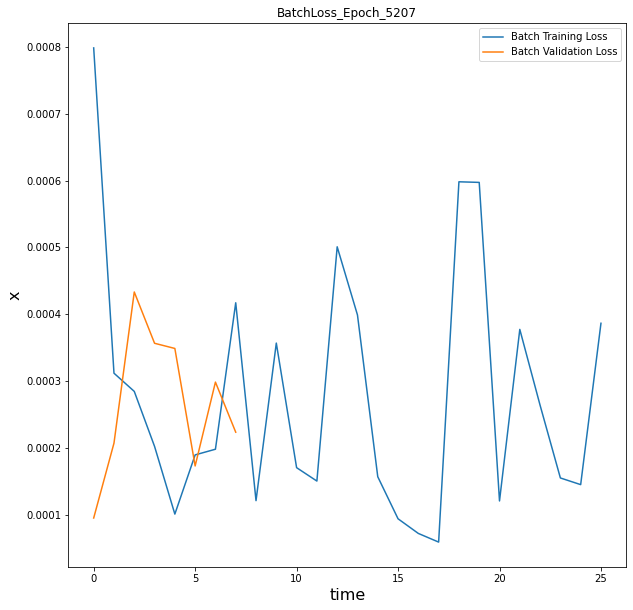 BatchLoss_Epoch_5207
Batch Training Loss
Batch Validation Loss
0.0008
0.0007
0.0006
0.0005
0.0004
0.0003
0.0002
0.0001
x
0
5
10
15
20
25
time